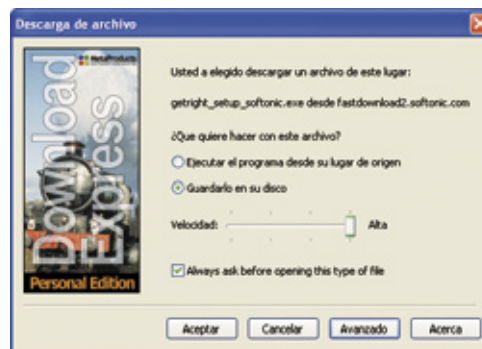 Descarga de archivo
MetaProducts
Download
Express
Personal Edition
Usted a elegido descargar un archivo de este lugar:
getright_setup_softonic.exe desde fastdownload2.softonic.com
¿Que quiere hacer con este archivo?
Ejecutar el programa desde su lugar de origen
Guardarlo en su disco
Velocidad: Alta
Always ask before opening this type of file
Aceptar Cancelar Avanzado Acerca